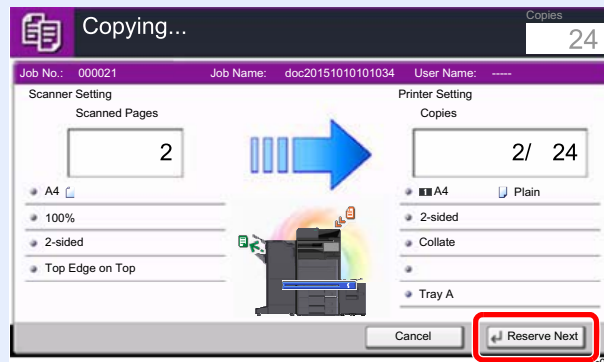 Copying...
Copies
24
Job No.: 000021 Job Name: doc20151010101034 User Name: -----
Scanner Setting Printer Setting
Scanned Pages Copies
2 2/ 24
A4 1 A4 Plain
100% 2-sided
2-sided Collate
Top Edge on Top
Tray A
Cancel Reserve Next